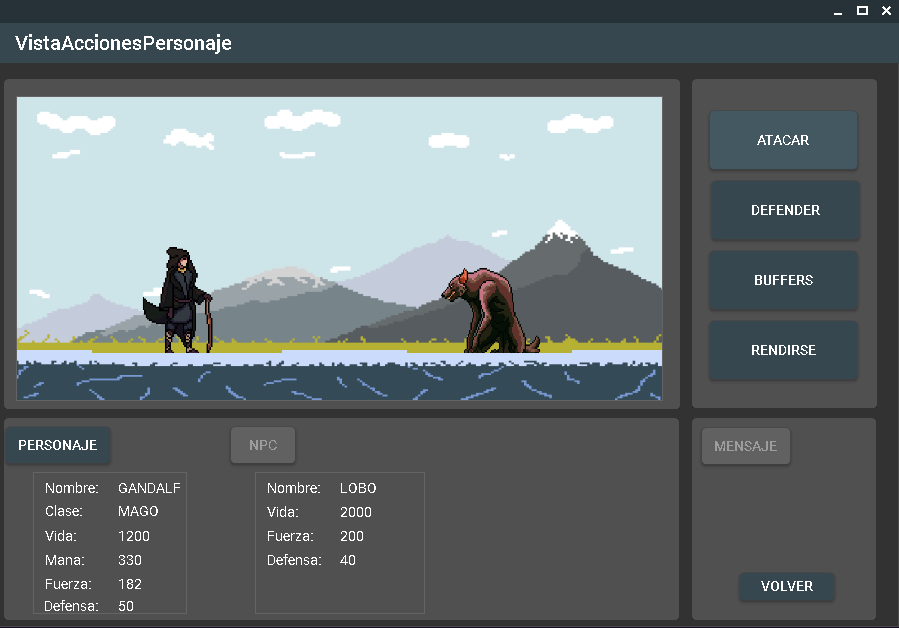 VistaAccionesPersonaje
ATACAR
DEFENDER
BUFFERS
RENDIRSE
PERSONAJE
Nombre: GANDALF
Clase: MAGO
Vida: 1200
Mana: 330
Fuerza: 182
Defensa: 50
NPC
Nombre: LOBO
Vida: 2000
Fuerza: 200
Defensa: 40
MENSAJE
VOLVER